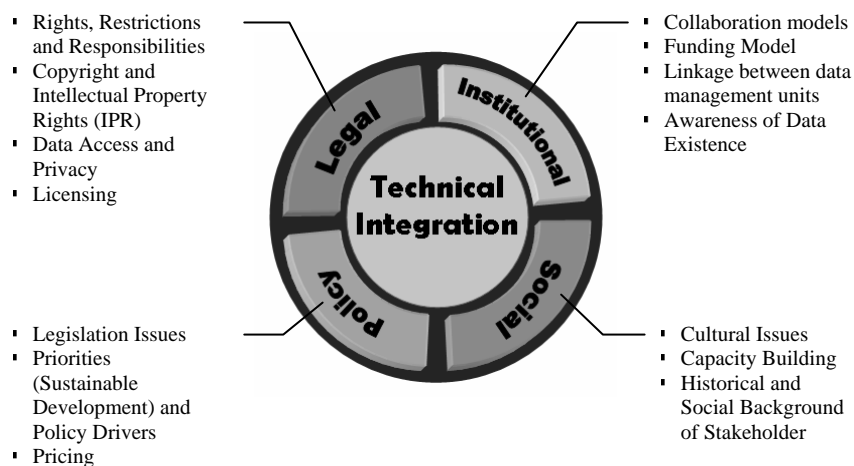 ▪ Rights, Restrictions
and Responsibilities
▪ Copyright and
Intellectual Property
Rights (IPR)
▪ Data Access and
Privacy
▪ Licensing
▪ Collaboration models
▪ Funding Model
▪ Linkage between data
management units
▪ Awareness of Data
Existence
Legal
Institutional
Technical
Integration
Policy
Social
▪ Legislation Issues
▪ Priorities
(Sustainable
Development) and
Policy Drivers
▪ Pricing
▪ Cultural Issues
▪ Capacity Building
▪ Historical and
Social Background
of Stakeholder